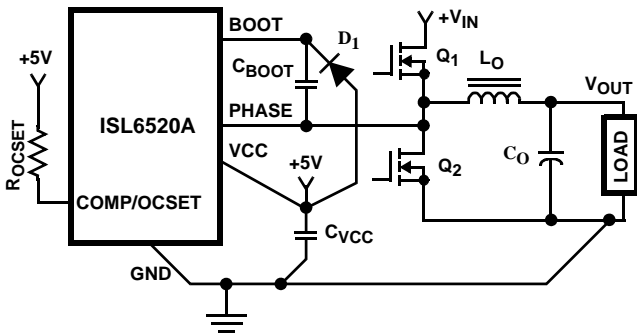 BOOT
D1
+VIN
+5V
CBOOT
Q1
LO
VOUT
ISL6520A
PHASE
ROCSET
VCC
+5V
Q2
CO
LOAD
COMP/OCSET
CVCC
GND